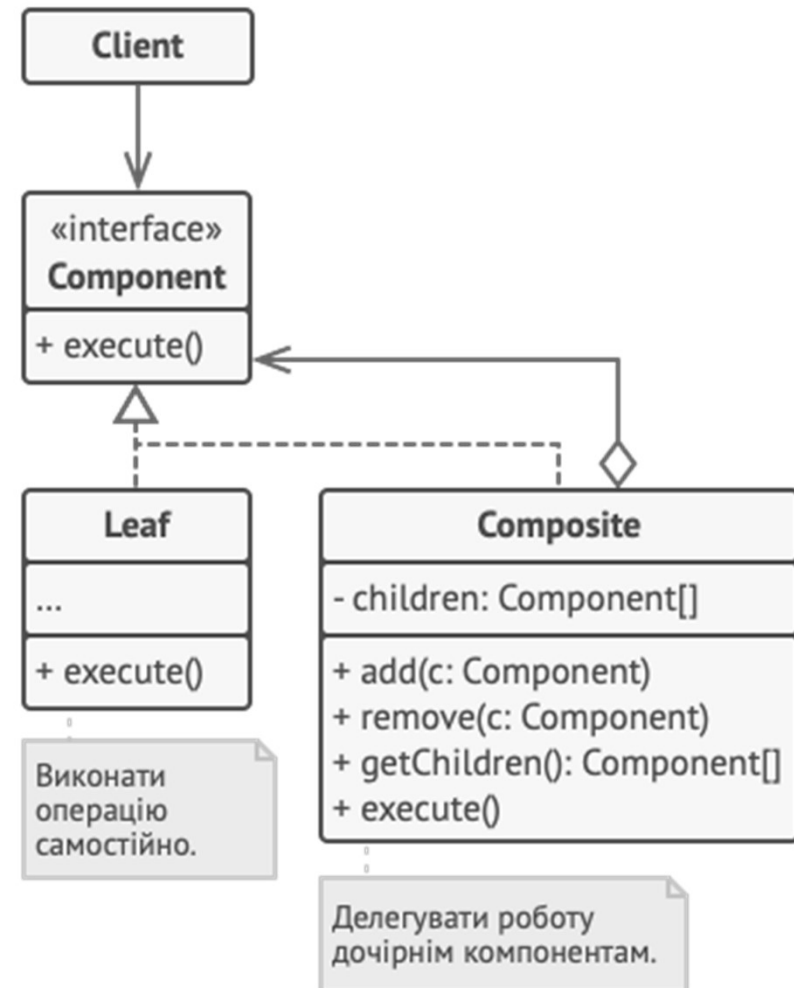 Client
«interface»
Component
+ execute()
Leaf
...
+ execute()
Виконати
операцію
самостійно.
Composite
- children: Component[]
+ add(c: Component)
+ remove(c: Component)
+ getChildren(): Component[]
+ execute()
Делегувати роботу
дочірнім компонентам.